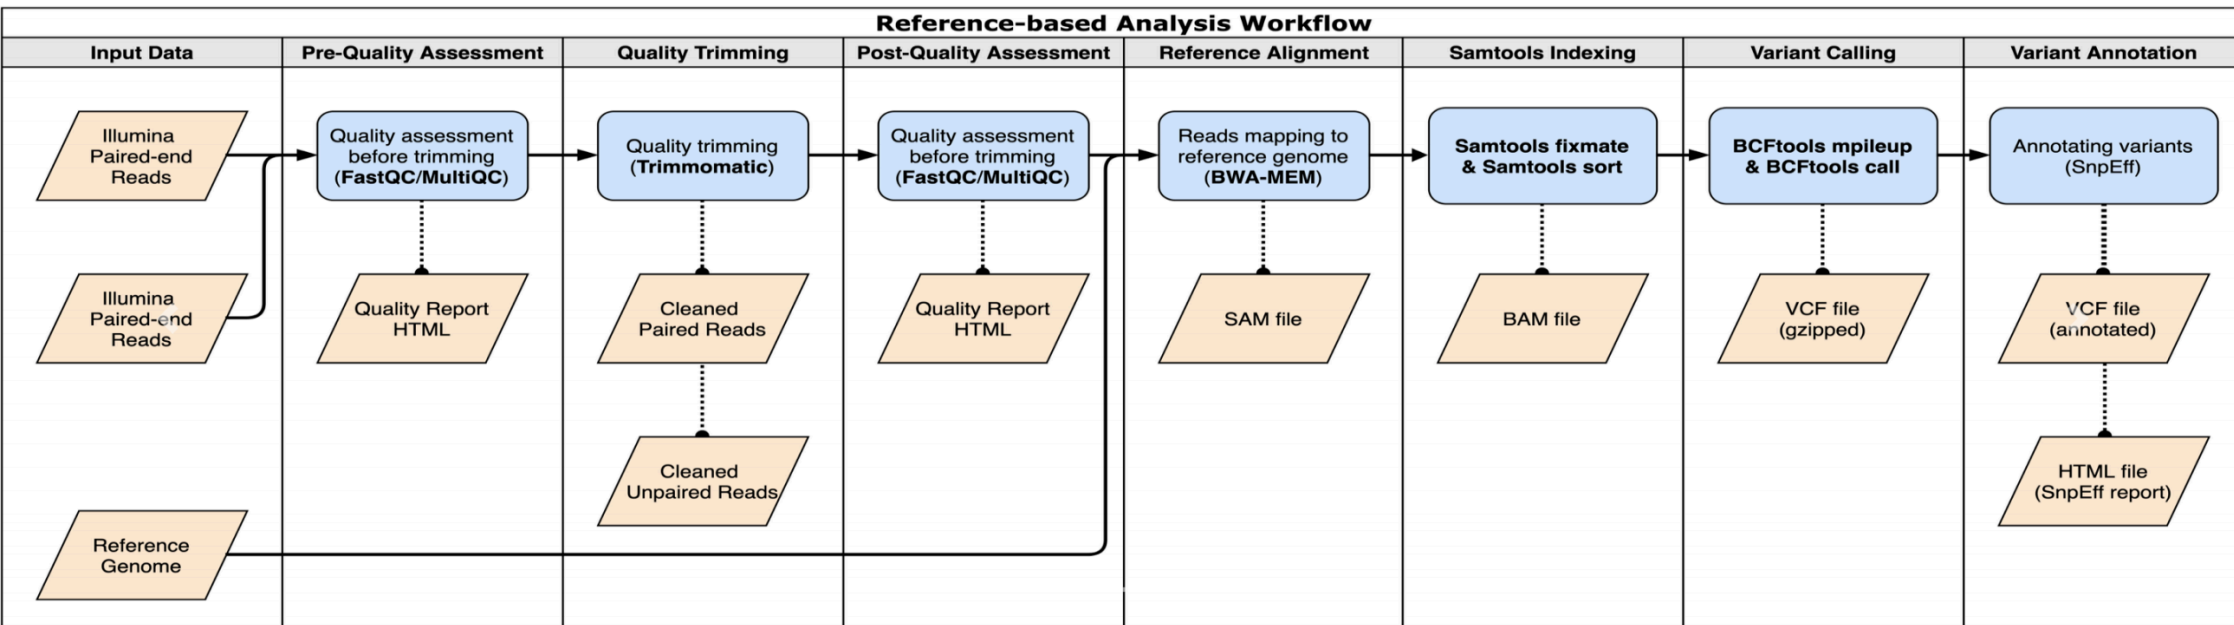 Reference-based Analysis Workflow
Input Data
Pre-Quality Assessment
Quality Trimming
Post-Quality Assessment
Reference Alignment
Samtools Indexing
Variant Calling
Variant Annotation
Illumina
Paired-end
Reads
Quality assessment
before trimming
(FastQC/MultiQC)
Quality trimming
(Trimmomatic)
Quality assessment
before trimming
(FastQC/MultiQC)
Reads mapping to
reference genome
(BWA-MEM)
Samtools fixmate
& Samtools sort
BCFtools mpileup
& BCFtools call
Annotating variants
(SnpEff)
Illumina
Paired-end
Reads
Quality Report
HTML
Cleaned
Paired Reads
Quality Report
HTML
SAM file
BAM file
VCF file
(gzipped)
VCF file
(annotated)
Cleaned
Unpaired Reads
HTML file
(SnpEff report)
Reference
Genome